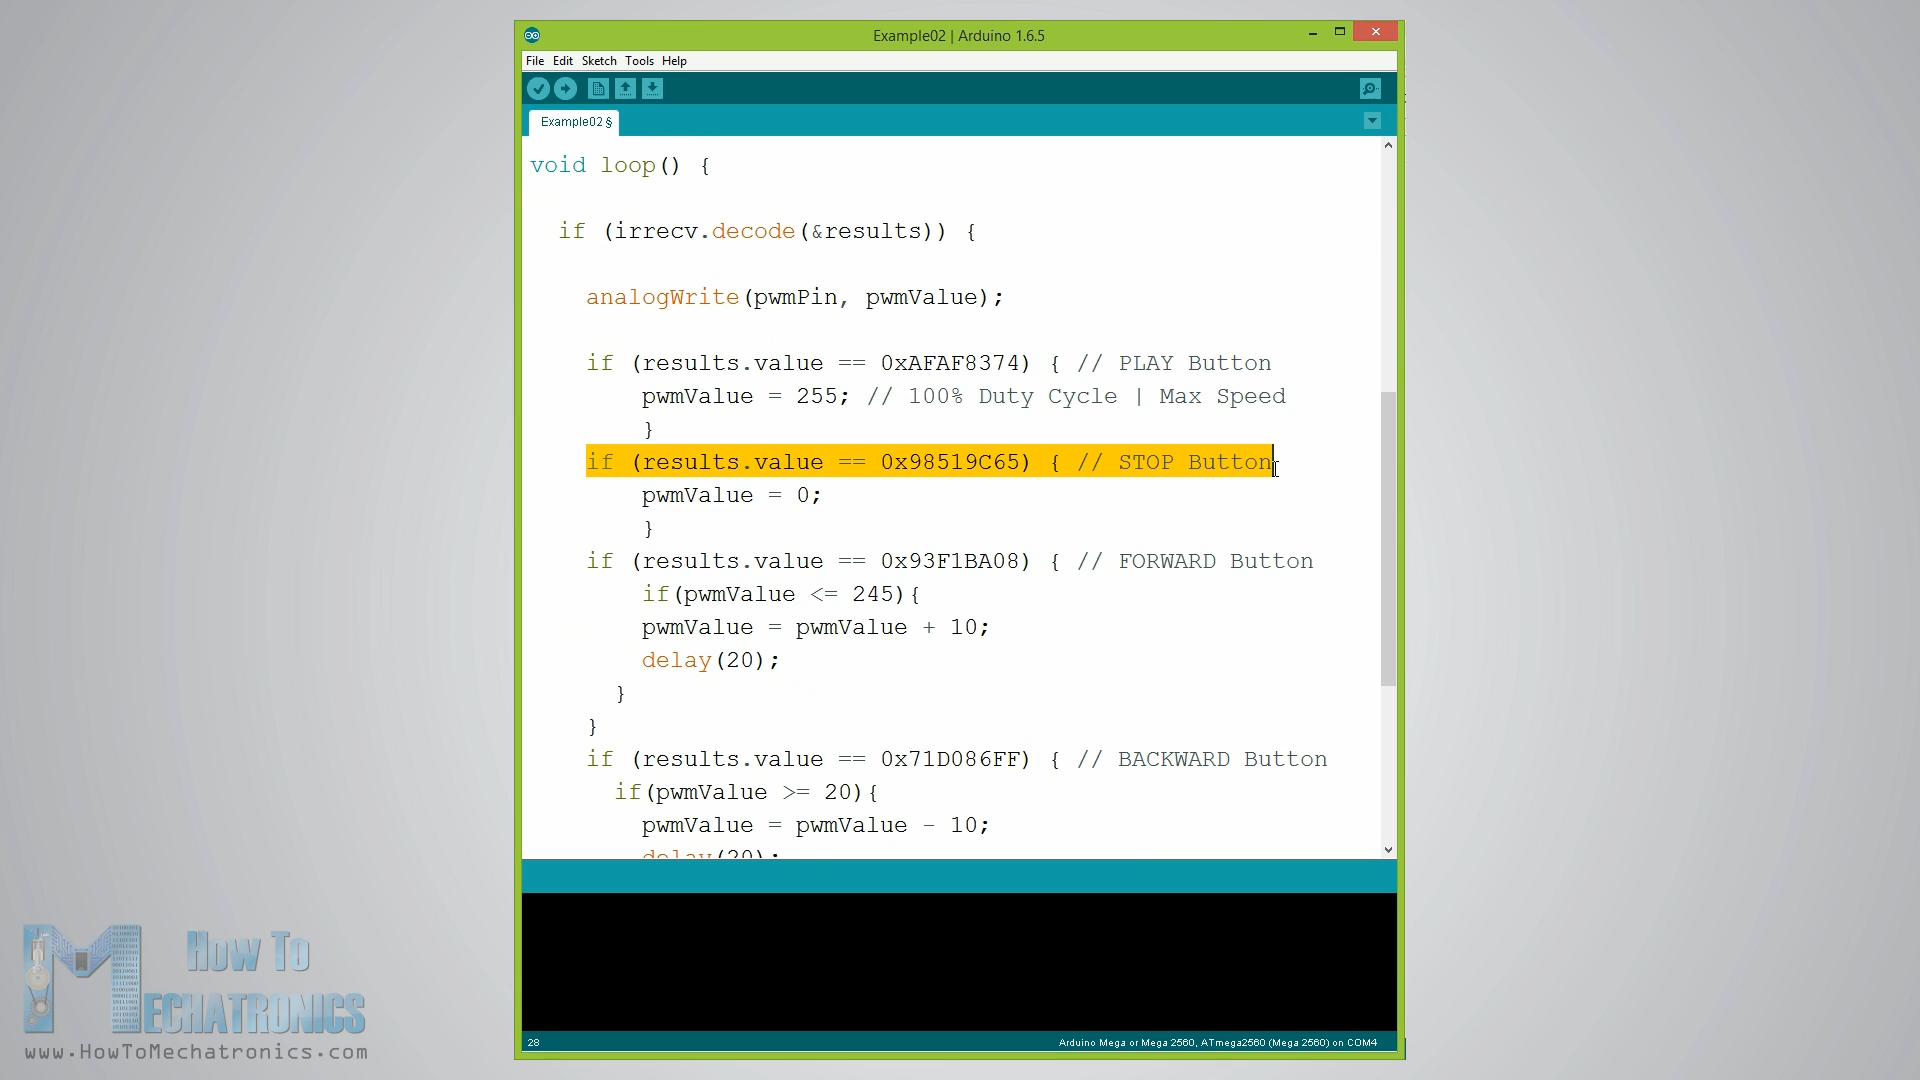 Example02 | Arduino 1.6.5
File Edit Sketch Tools Help
Example02 §
void loop() {
if (irrecv.decode(&results)) {
analogWrite(pwmPin, pwmValue);
if (results.value == 0xAFAF8374) { // PLAY Button
pwmValue = 255; // 100% Duty Cycle | Max Speed
}
if (results.value == 0x98519C65) { // STOP Button
pwmValue = 0;
}
if (results.value == 0x93F1BA08) { // FORWARD Button
if(pwmValue <= 245){
pwmValue = pwmValue + 10;
delay(20);
}
}
if (results.value == 0x71D086FF) { // BACKWARD Button
if(pwmValue >= 20){
pwmValue = pwmValue - 10;
delay(20);
28
Arduino Mega or Mega 2560, ATmega2560 (Mega 2560) on COM4
How To
MECHATRONICS
www.HowToMechatronics.com